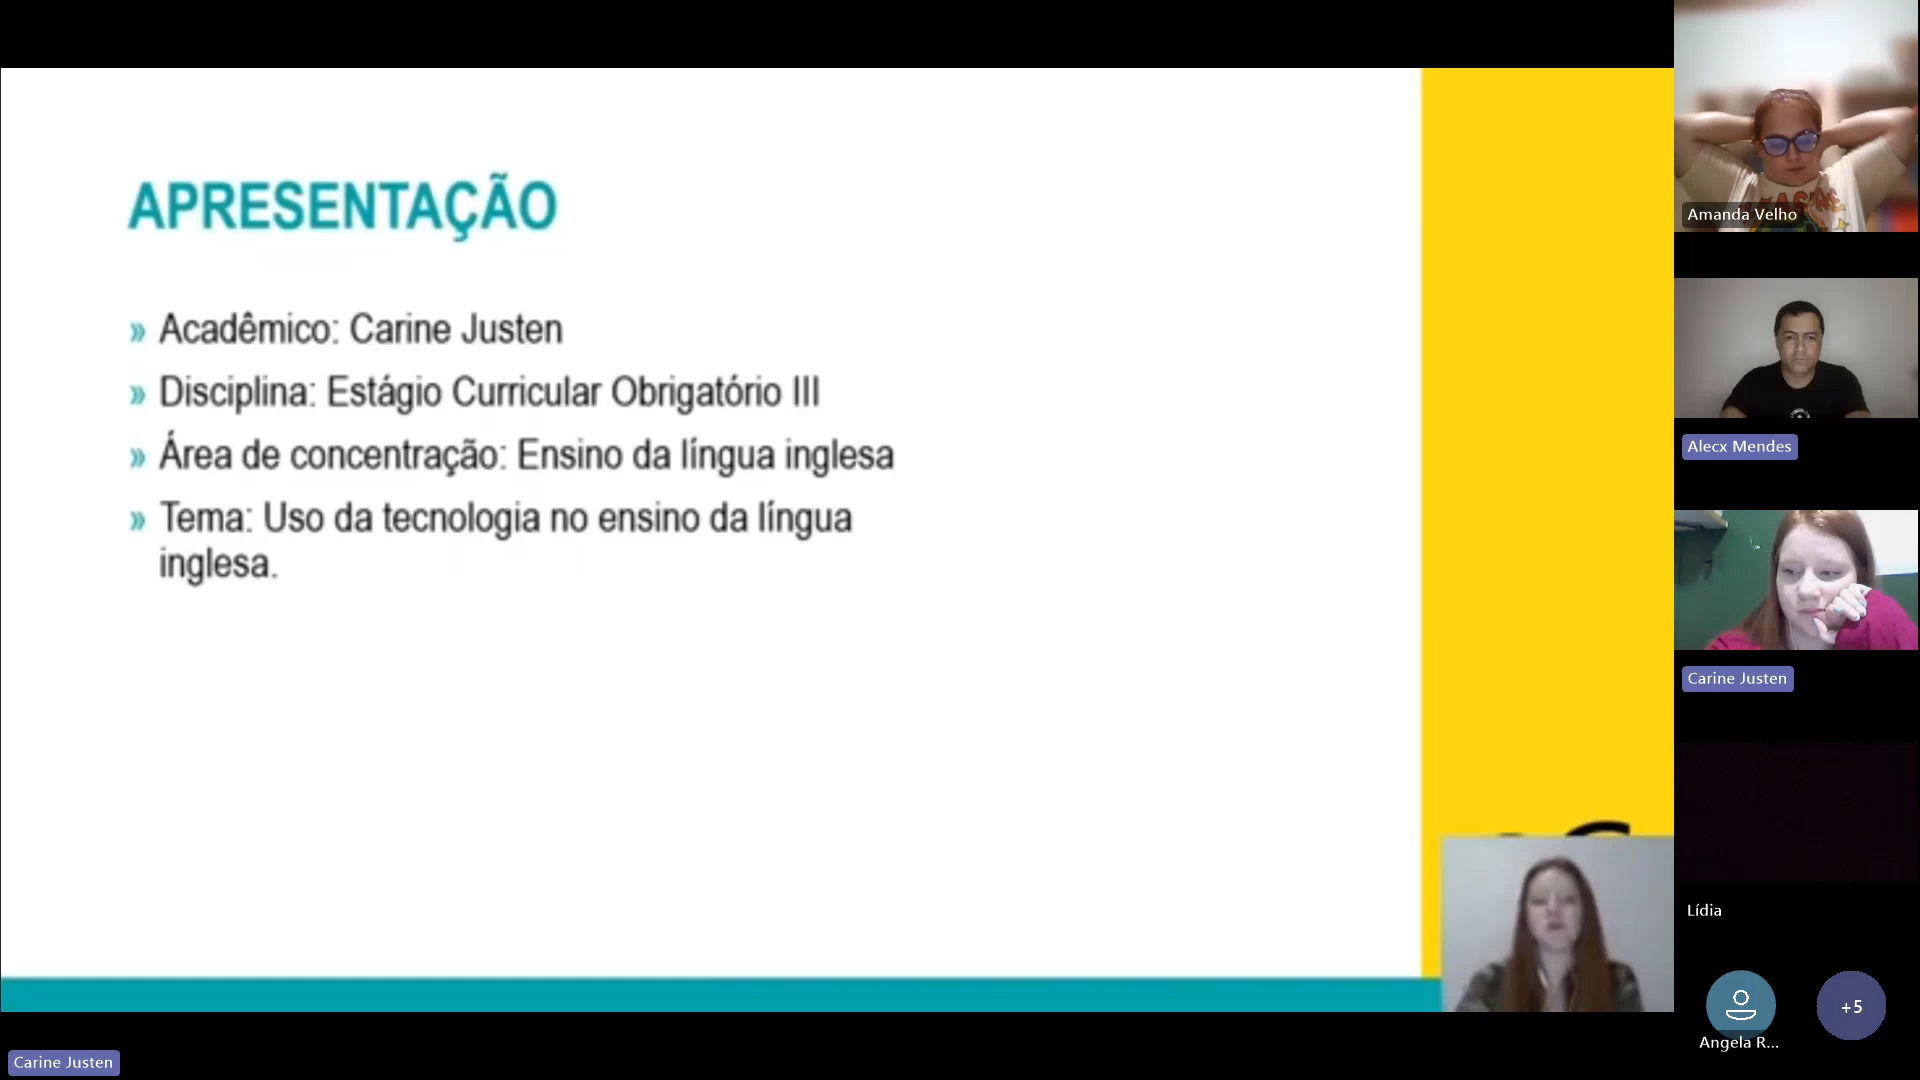 APRESENTAÇÃO
» Acadêmico: Carine Justen
» Disciplina: Estágio Curricular Obrigatório III
» Área de concentração: Ensino da língua inglesa
» Tema: Uso da tecnologia no ensino da língua
inglesa.
Carine Justen
Amanda Velho
Alecx Mendes
Carine Justen
Lídia
Angela R...
+5